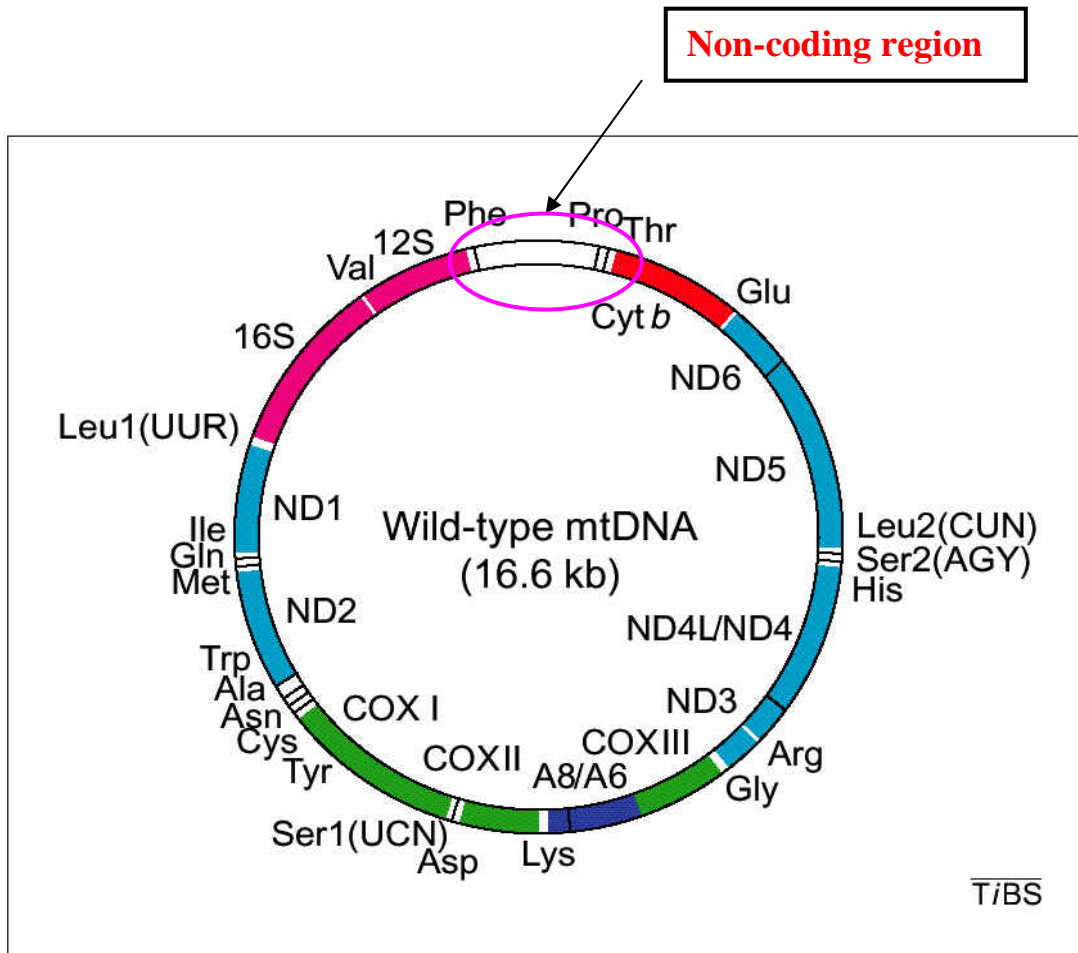 Non-coding region
Phe
Pro
Thr
12S
Val
Glu
Cyt b
16S
ND6
Leu1(UUR)
ND5
ND1
Wild-type mtDNA
(16.6 kb)
Leu2(CUN)
Ser2(AGY)
His
Ile
Gln
Met
ND2
ND4L/ND4
Trp
Ala
Asn
Cys
Tyr
COX I
ND3
COXIII
Arg
COXII
A8/A6
Gly
Ser1(UCN)
Asp
Lys
TiBS